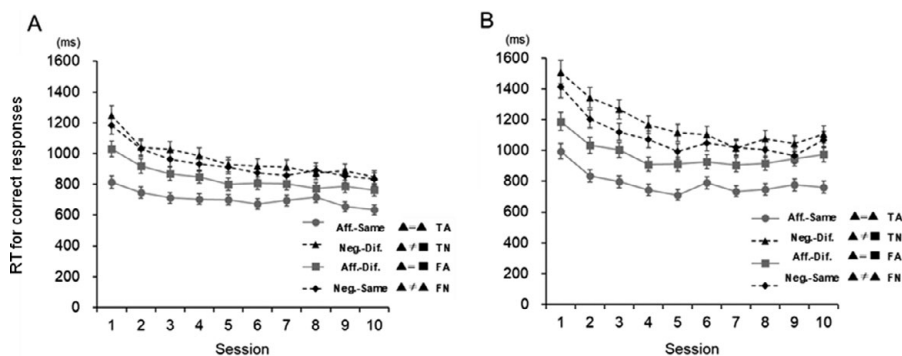 A
(ms)
1600
1400
1200
1000
800
600
400
200
0
RT for correct responses
Aff.-Same ▲=▲ TA
Neg.-Dif. ▲≠■ TN
Aff.-Dif. ▲=■ FA
Neg.-Same ▲≠▲ FN
1 2 3 4 5 6 7 8 9 10
Session
B
(ms)
1600
1400
1200
1000
800
600
400
200
0
Aff.-Same ▲=▲ TA
Neg.-Dif. ▲≠■ TN
Aff.-Dif. ▲=■ FA
Neg.-Same ▲≠▲ FN
1 2 3 4 5 6 7 8 9 10
Session